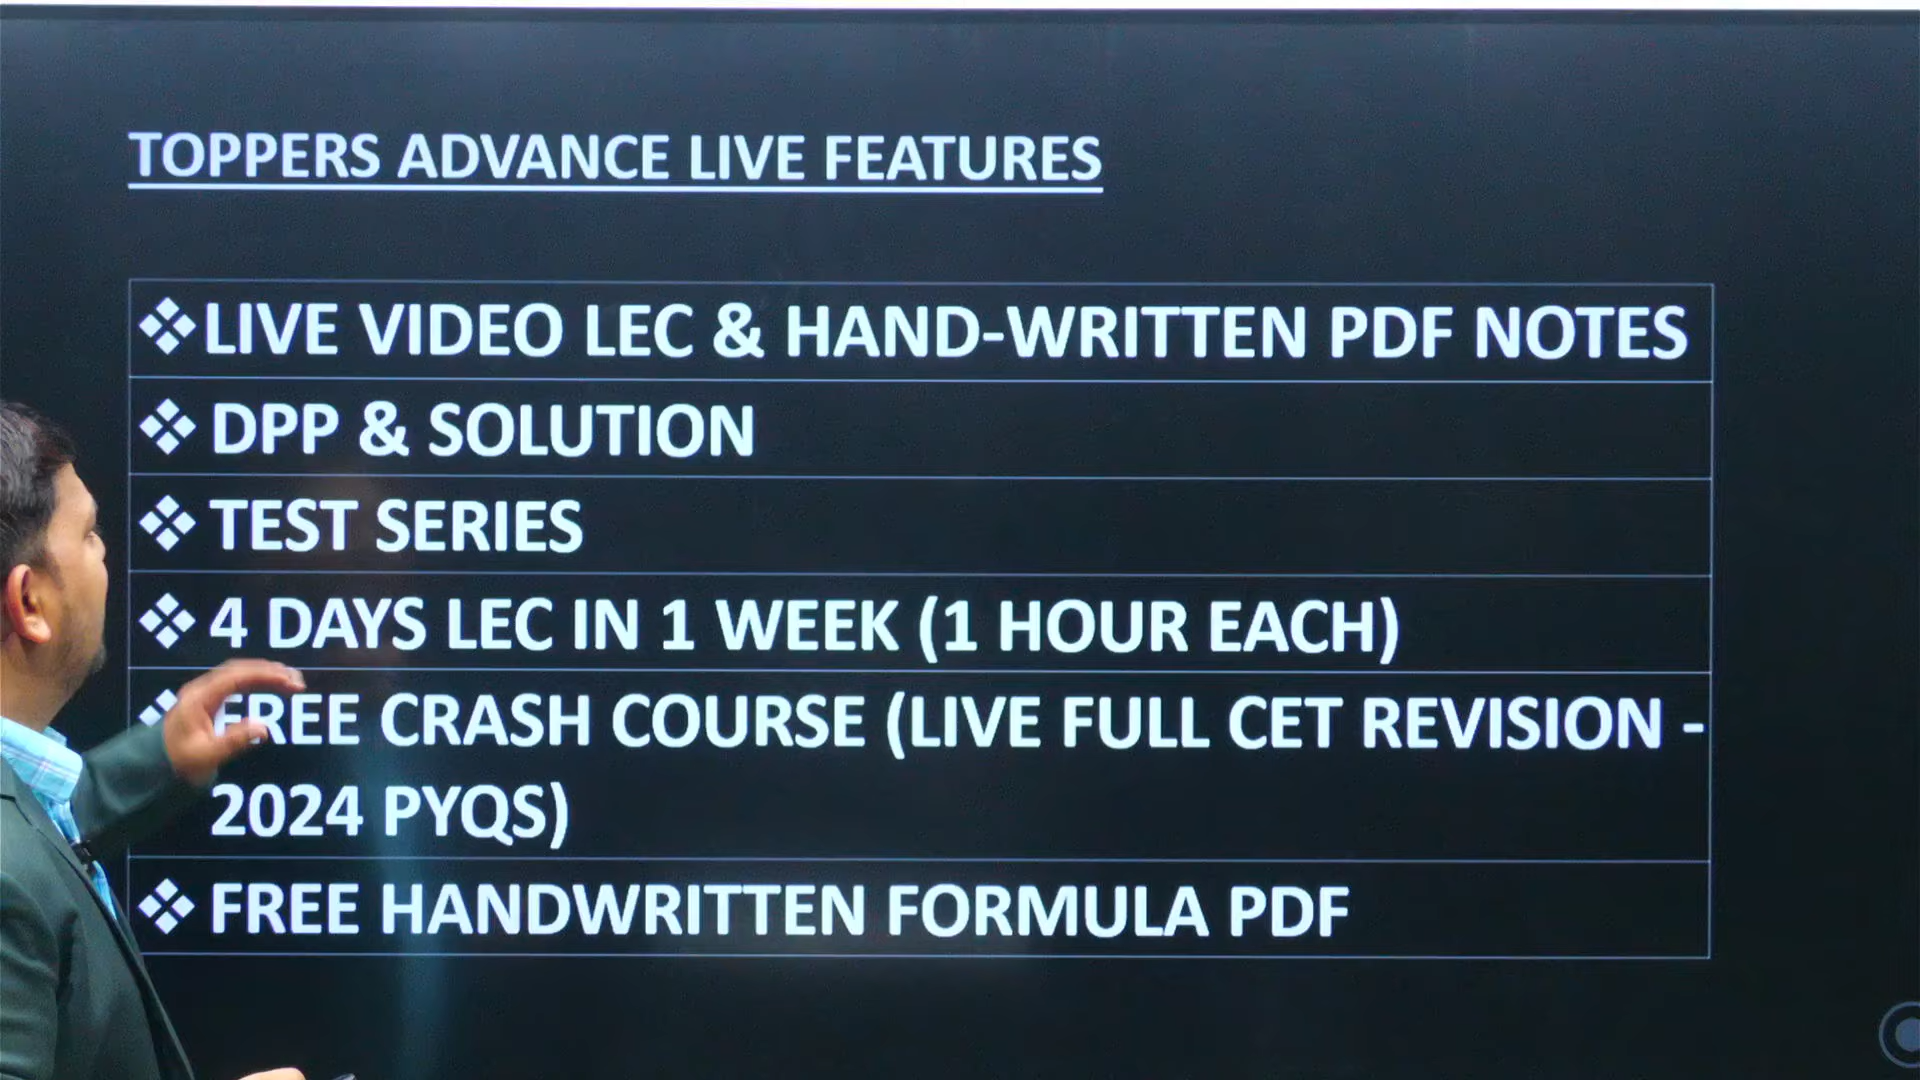 TOPPERS ADVANCE LIVE FEATURES
❖LIVE VIDEO LEC & HAND-WRITTEN PDF NOTES
❖ DPP & SOLUTION
❖ TEST SERIES
❖ 4 DAYS LEC IN 1 WEEK (1 HOUR EACH)
❖ FREE CRASH COURSE (LIVE FULL CET REVISION -
2024 PYQS)
❖ FREE HANDWRITTEN FORMULA PDF